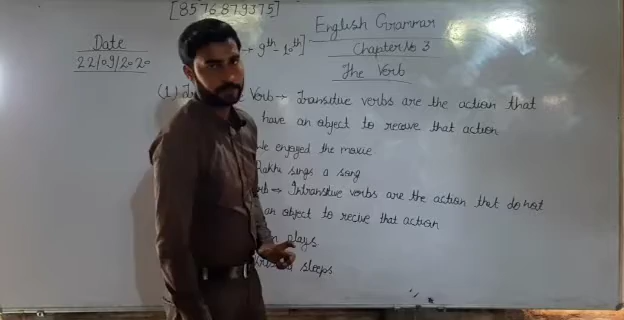 [8576879375]
English Grammar
Date
9th - 10th]
Chapter No 3
22/09/2020
The Verb
(1) Verb → Transitive verbs are the action that
have an object to receive that action
enjoyed the movie
Rakhi sings a song
⇒ Intransitive verbs are the action that do not
an object to recive that action
plays
sleeps